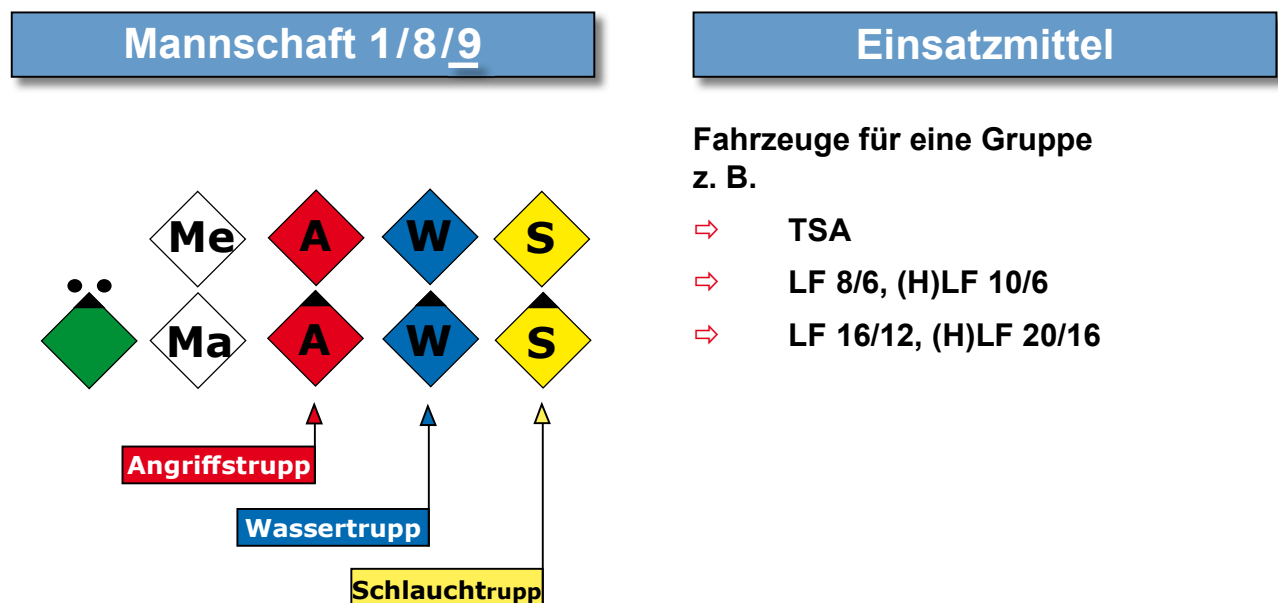 Mannschaft 1/8/9
Me A W S
Ma A W S
Angriffstrupp
Wassertrupp
Schlauchtrupp
Einsatzmittel
Fahrzeuge für eine Gruppe
z. B.
⇨ TSA
⇨ LF 8/6, (H)LF 10/6
⇨ LF 16/12, (H)LF 20/16